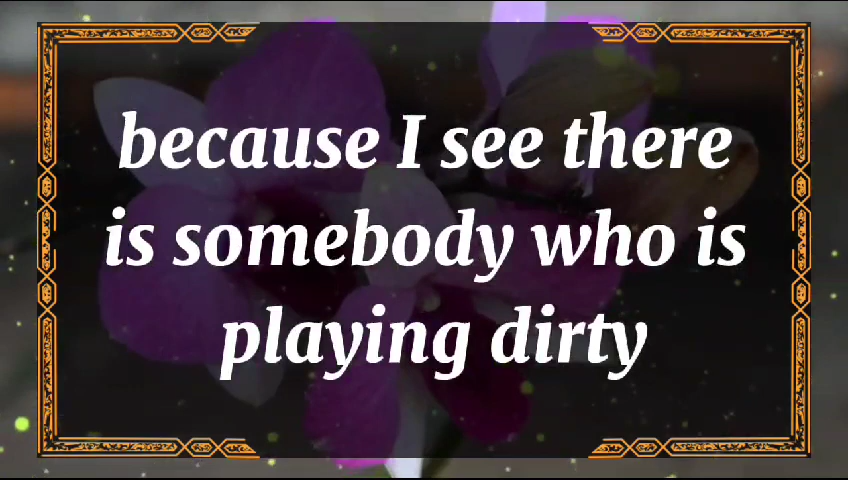 because I see there
is somebody who is
playing dirty